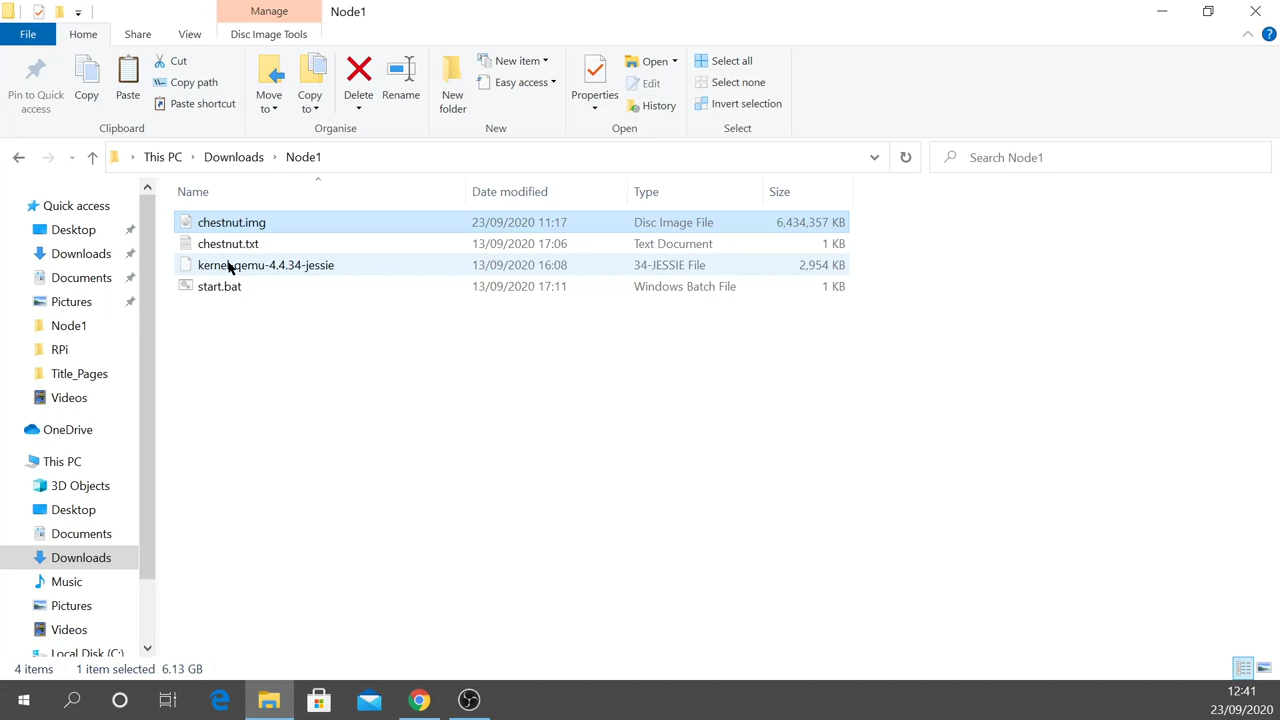 Manage
Node1
File
Home
Share
View
Disc Image Tools
Pin to Quick
access
Copy
Paste
Cut
Copy path
Paste shortcut
Clipboard
Move
to
Copy
to
Delete
Rename
Organise
New
folder
New item
Easy access
New
Properties
Open
Edit
History
Open
Select all
Select none
Invert selection
Select
This PC
Downloads
Node1
Search Node1
Name
Date modified
Type
Size
chestnut.img 23/09/2020 11:17 Disc Image File 6,434,357 KB
chestnut.txt 13/09/2020 17:06 Text Document 1 KB
kernel-qemu-4.4.34-jessie 13/09/2020 16:08 34-JESSIE File 2,954 KB
start.bat 13/09/2020 17:11 Windows Batch File 1 KB
Quick access
Desktop
Downloads
Documents
Pictures
Node1
RPi
Title_Pages
Videos
OneDrive
This PC
3D Objects
Desktop
Documents
Downloads
Music
Pictures
Videos
Local Disk (C:)
4 items 1 item selected 6.13 GB
12:41
23/09/2020